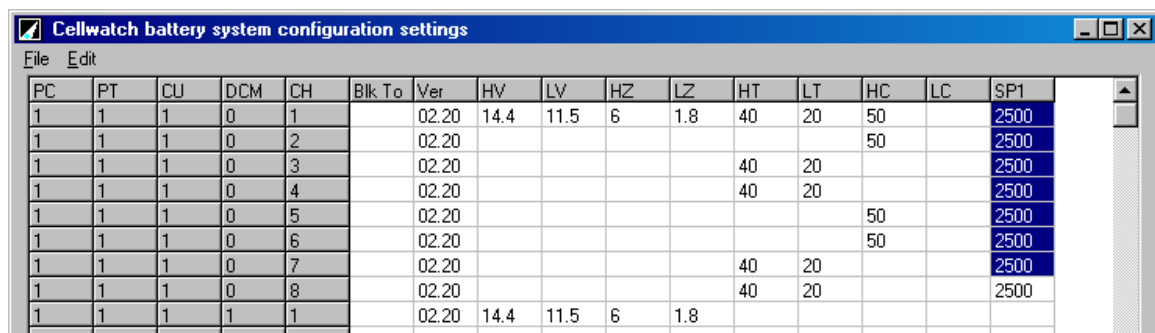 Cellwatch battery system configuration settings
File Edit
PC PT CU DCM CH Blk To Ver HV LV HZ LZ HT LT HC LC SP1
1 1 1 0 1 02.20 14.4 11.5 6 1.8 40 20 50 2500
1 1 1 0 2 02.20 50 2500
1 1 1 0 3 02.20 40 20 2500
1 1 1 0 4 02.20 40 20 2500
1 1 1 0 5 02.20 50 2500
1 1 1 0 6 02.20 50 2500
1 1 1 0 7 02.20 40 20 2500
1 1 1 0 8 02.20 40 20 2500
1 1 1 1 1 02.20 14.4 11.5 6 1.8